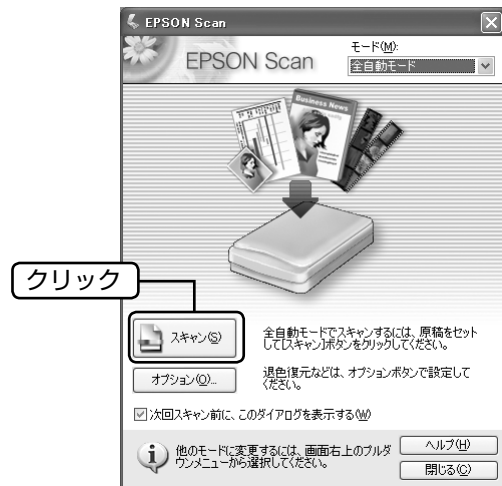 EPSON Scan
EPSON Scan
モード(M):
全自動モード
Business News
クリック
スキャン(S)
全自動モードでスキャンするには、原稿をセット
して[スキャン]ボタンをクリックしてください。
オプション(O)...
退色復元などは、オプションボタンで設定して
ください。
次回スキャン前に、このダイアログを表示する(W)
他のモードに変更するには、画面右上のプルダ
ウンメニューから選択してください。
ヘルプ(H)
閉じる(C)